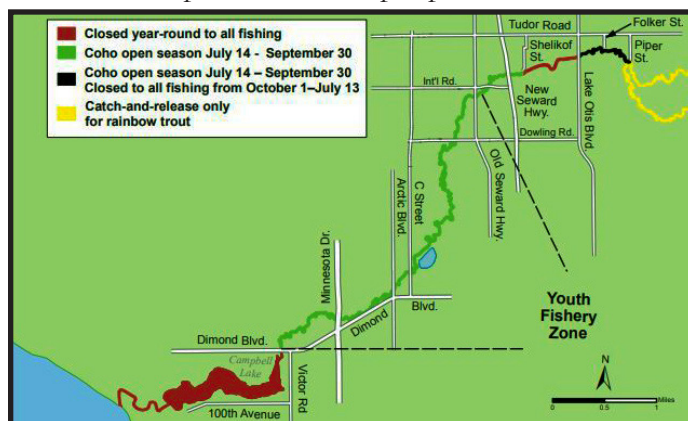 Closed year-round to all fishing
Coho open season July 14 - September 30
Coho open season July 14 – September 30
Closed to all fishing from October 1–July 13
Catch-and-release only
for rainbow trout
Folker St.
Tudor Road
Shelikof
St.
Piper
St.
Int'l Rd.
New
Seward
Hwy.
Lake Otis Blvd.
Dowling Rd.
Old Seward Hwy.
C Street
Arctic Blvd.
Minnesota Dr.
Dimond
Blvd.
Youth
Fishery
Zone
Dimond Blvd.
Campbell
Lake
Victor Rd
100th Avenue
N
0
0.5
1
Miles